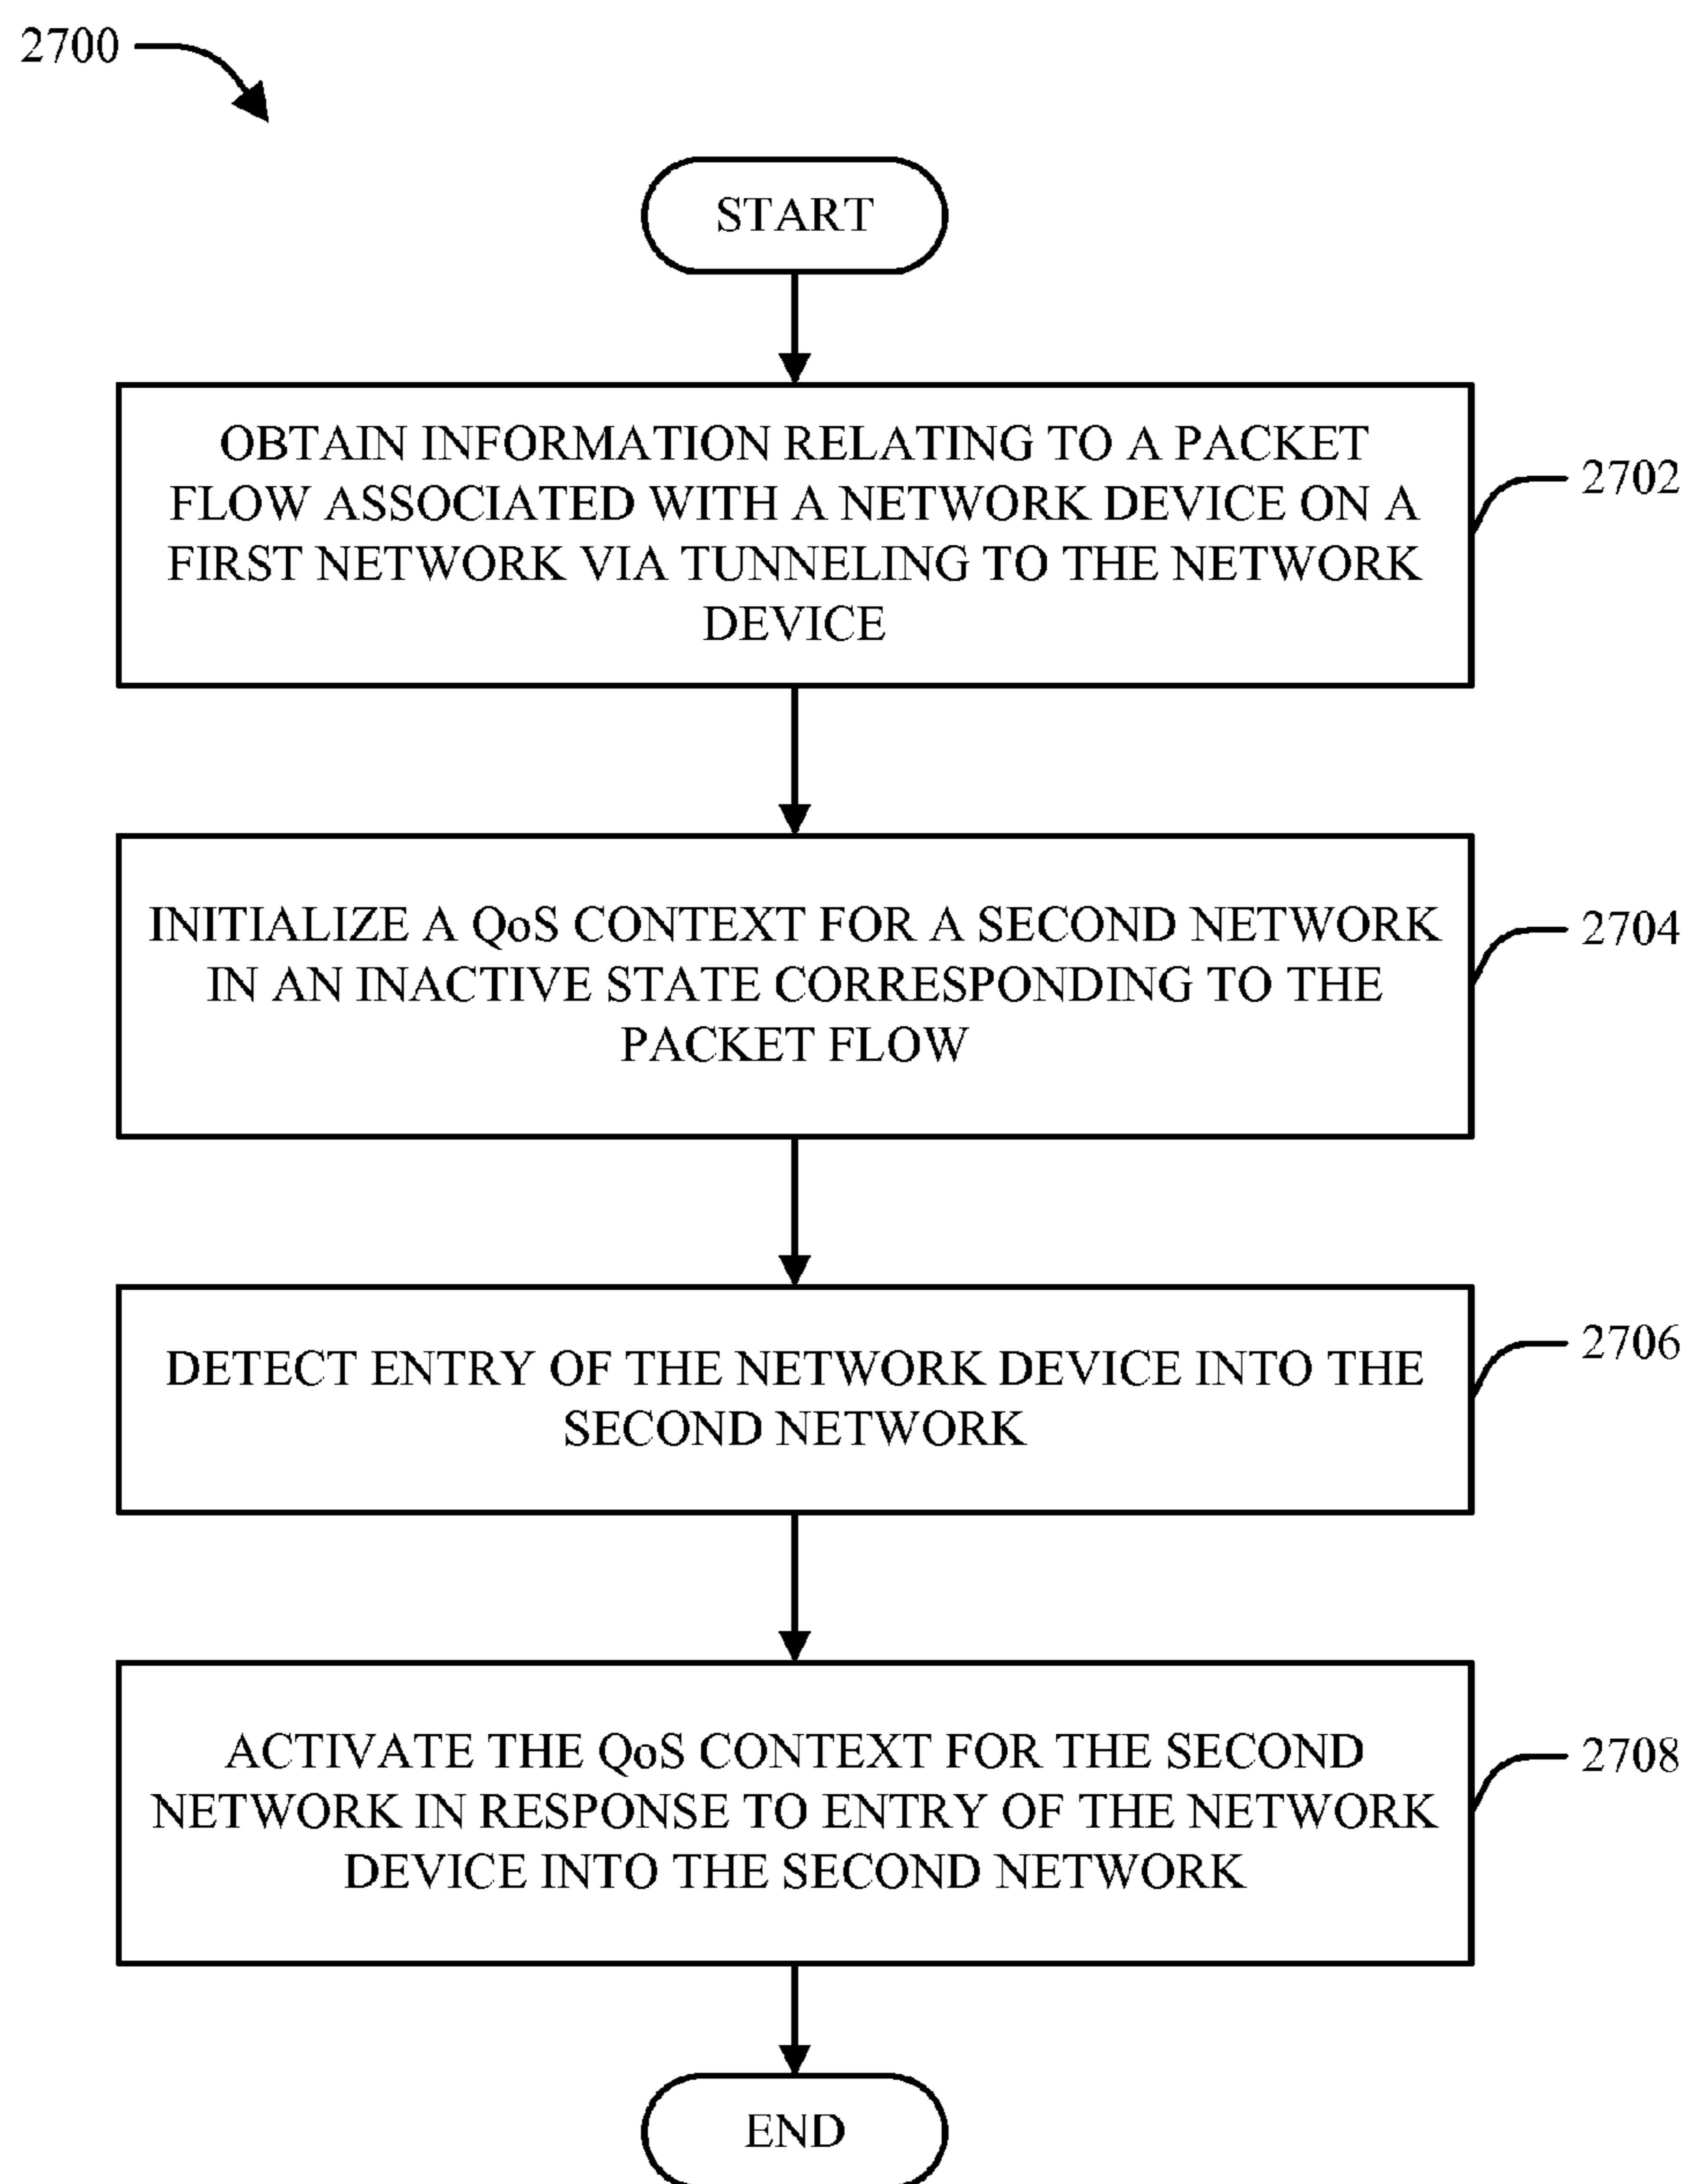 2700
START
OBTAIN INFORMATION RELATING TO A PACKET
FLOW ASSOCIATED WITH A NETWORK DEVICE ON A
FIRST NETWORK VIA TUNNELING TO THE NETWORK
DEVICE
2702
INITIALIZE A QoS CONTEXT FOR A SECOND NETWORK
IN AN INACTIVE STATE CORRESPONDING TO THE
PACKET FLOW
2704
DETECT ENTRY OF THE NETWORK DEVICE INTO THE
SECOND NETWORK
2706
ACTIVATE THE QoS CONTEXT FOR THE SECOND
NETWORK IN RESPONSE TO ENTRY OF THE NETWORK
DEVICE INTO THE SECOND NETWORK
2708
END